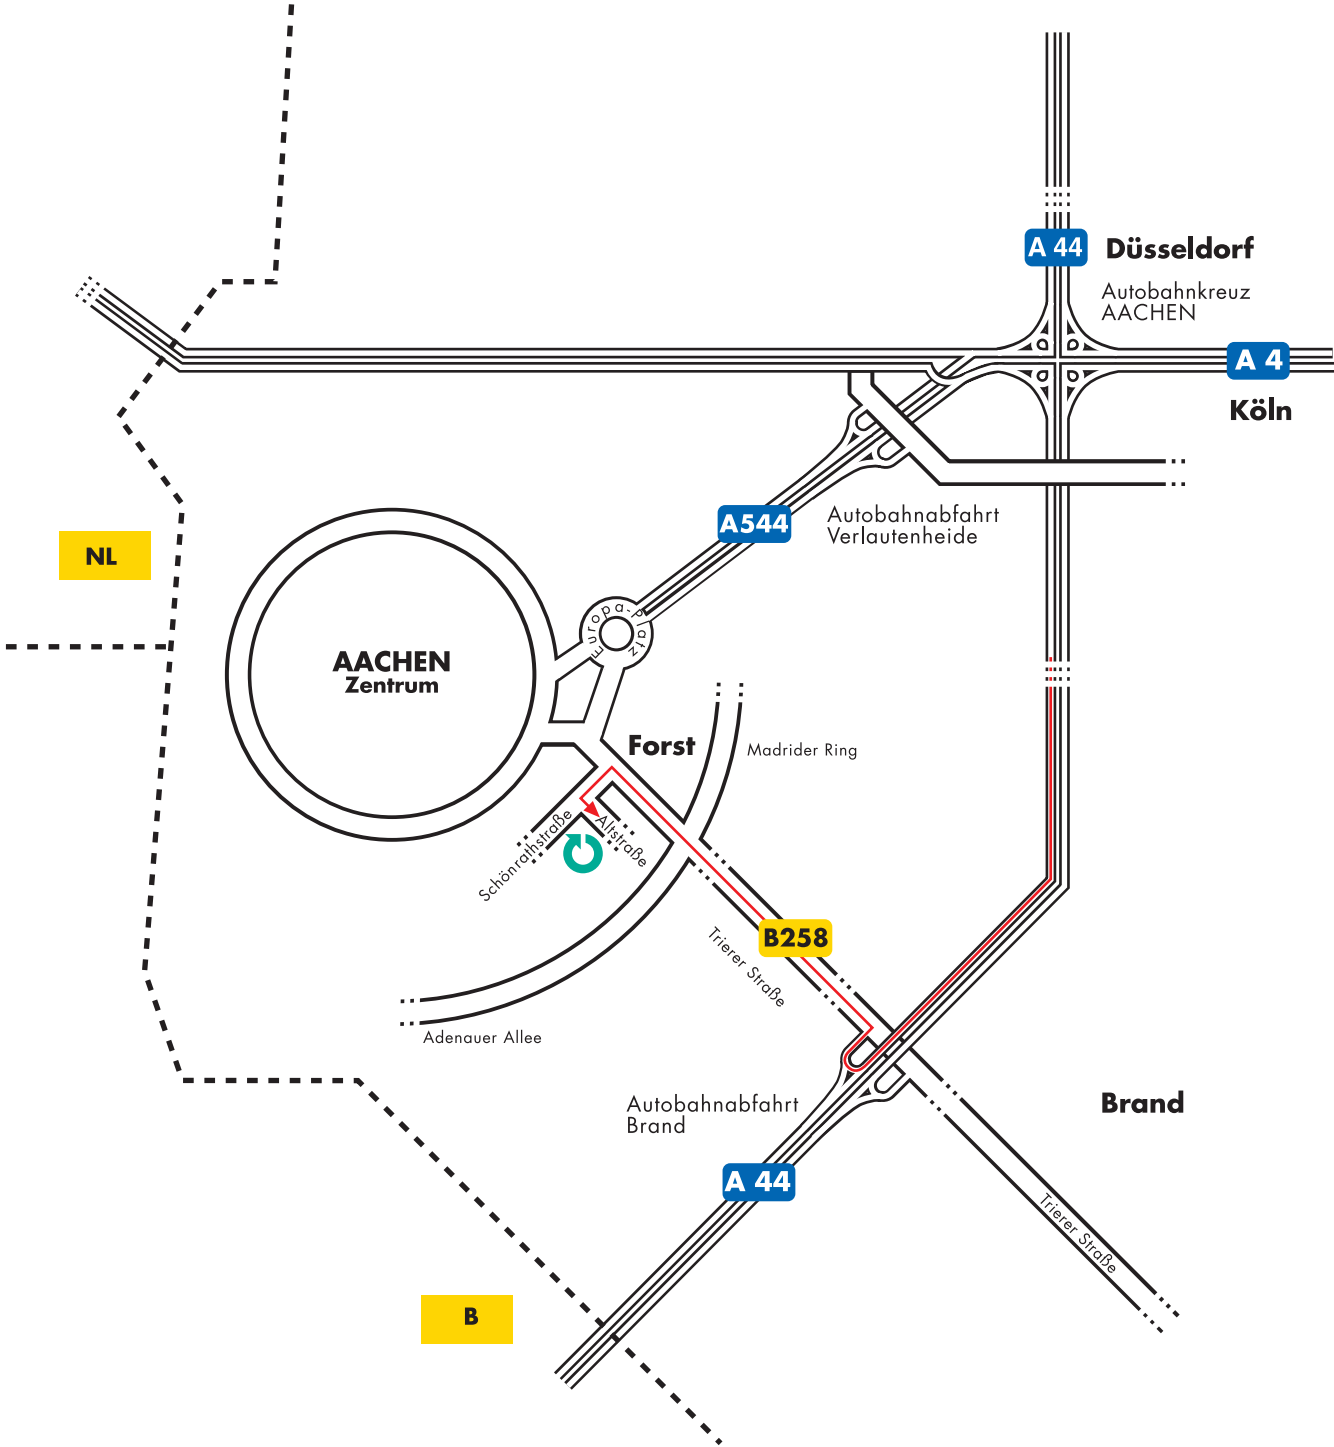 A 44
Düsseldorf
Autobahnkreuz
AACHEN
A 4
Köln
A544
Autobahnabfahrt
Verlautenheide
NL
Europa-Platz
AACHEN
Zentrum
Forst
Madrider Ring
Schönrathstraße
Altstraße
B258
Trierer Straße
Adenauer Allee
Autobahnabfahrt
Brand
Brand
A 44
Trierer Straße
B